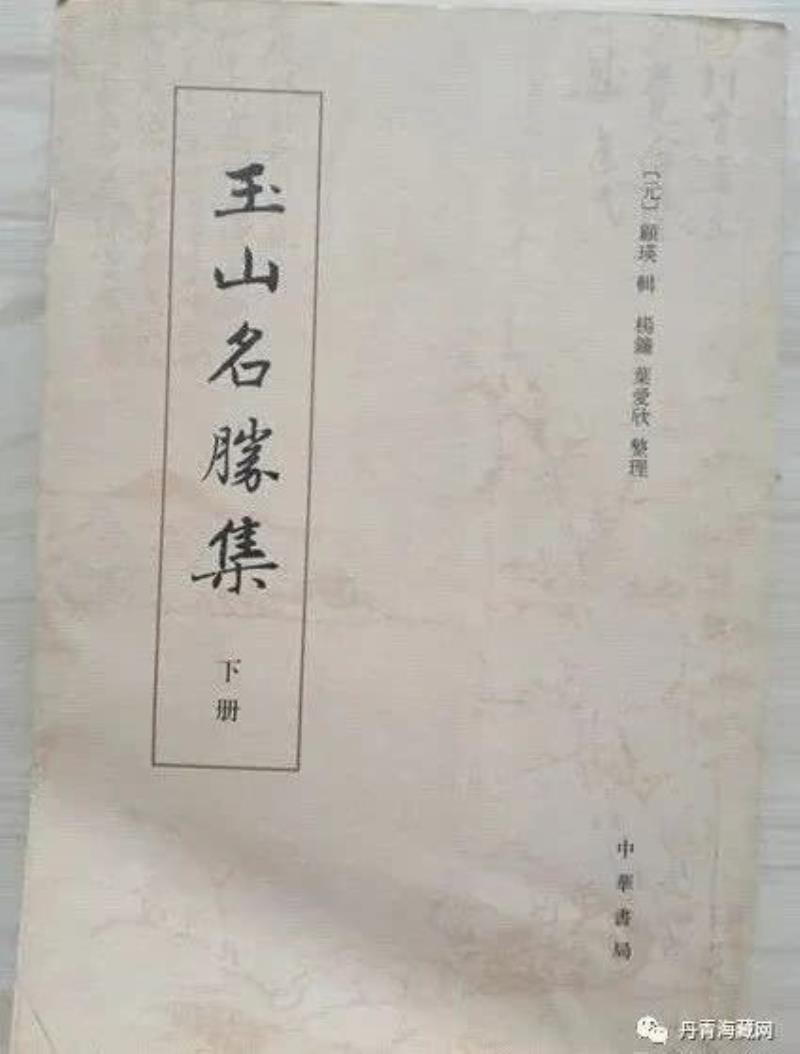 〔元〕顧瑛 輯 楊鐮 葉愛欣 整理
玉山名勝集 下册
中華書局
丹青海藏网